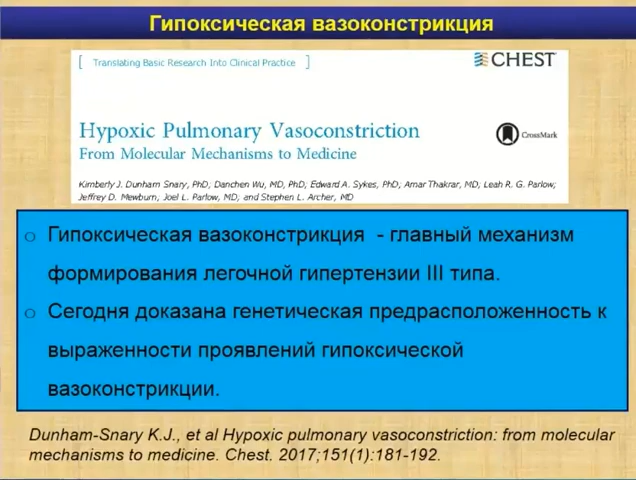 Гипоксическая вазоконстрикция
[ Translating Basic Research Into Clinical Practice ]
CHEST
Hypoxic Pulmonary Vasoconstriction
From Molecular Mechanisms to Medicine
CrossMark
Kimberly J. Dunham Snary, PhD; Danchen Wu, MD, PhD; Edward A. Sykes, PhD; Amar Thakrar, MD; Leah R. G. Parlow;
Jeffrey D. Mewburn, Joel L. Parlow, MD; and Stephen L. Archer, MD
o Гипоксическая вазоконстрикция - главный механизм
формирования легочной гипертензии III типа.
o Сегодня доказана генетическая предрасположенность к
выраженности проявлений гипоксической
вазоконстрикции.
Dunham-Snary K.J., et al Hypoxic pulmonary vasoconstriction: from molecular
mechanisms to medicine. Chest. 2017;151(1):181-192.